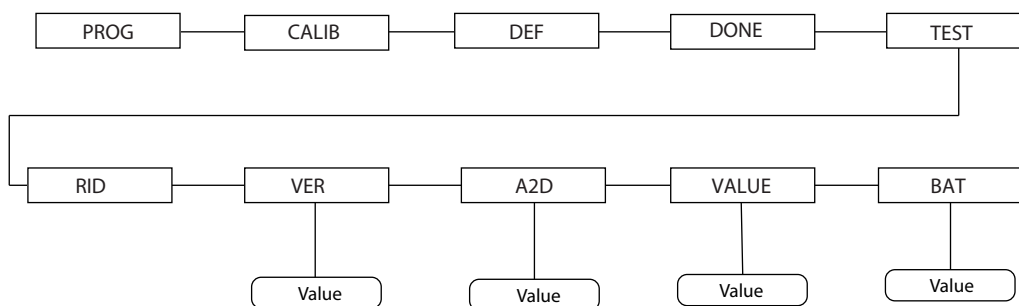 PROG CALIB DEF DONE TEST
RID VER A2D VALUE BAT
Value Value Value Value